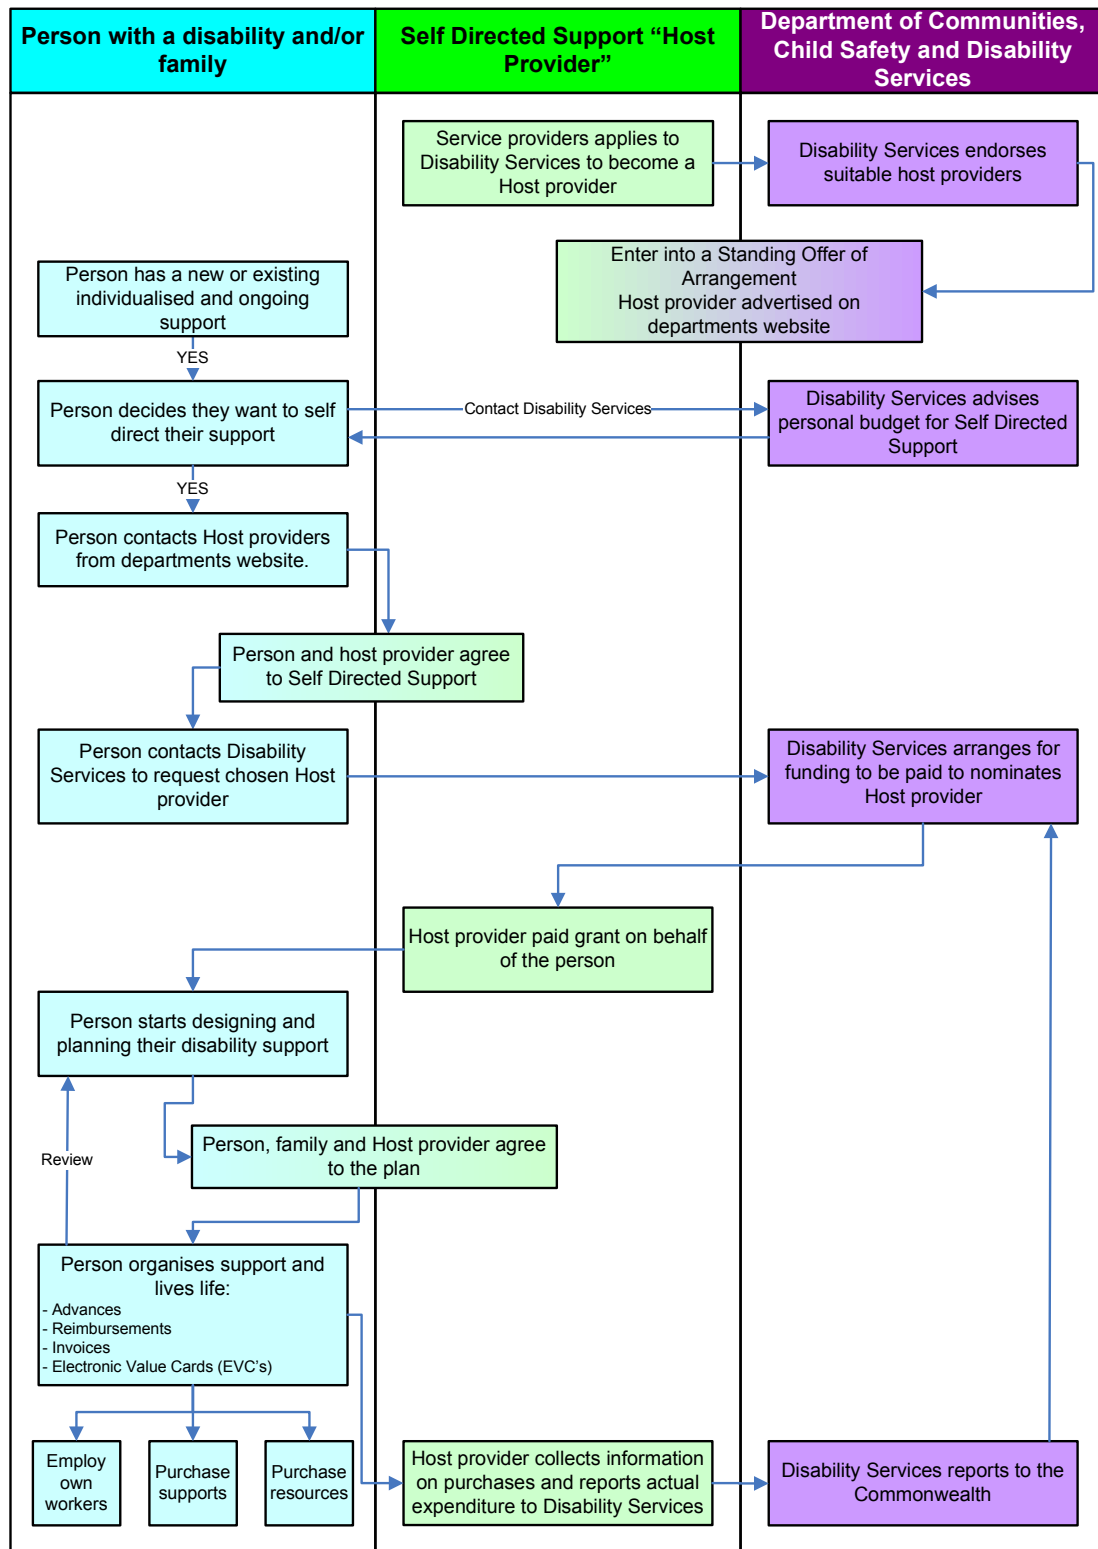 Person with a disability and/or
family
Self Directed Support “Host
Provider”
Department of Communities,
Child Safety and Disability
Services
Service providers applies to
Disability Services to become a
Host provider
Disability Services endorses
suitable host providers
Enter into a Standing Offer of
Arrangement
Host provider advertised on
departments website
Person has a new or existing
individualised and ongoing
support
YES
Person decides they want to self
direct their support
Contact Disability Services
Disability Services advises
personal budget for Self Directed
Support
YES
Person contacts Host providers
from departments website.
Person and host provider agree
to Self Directed Support
Person contacts Disability
Services to request chosen Host
provider
Disability Services arranges for
funding to be paid to nominates
Host provider
Host provider paid grant on behalf
of the person
Person starts designing and
planning their disability support
Review
Person, family and Host provider agree
to the plan
Person organises support and
lives life:
- Advances
- Reimbursements
- Invoices
- Electronic Value Cards (EVC’s)
Employ
own
workers
Purchase
supports
Purchase
resources
Host provider collects information
on purchases and reports actual
expenditure to Disability Services
Disability Services reports to the
Commonwealth